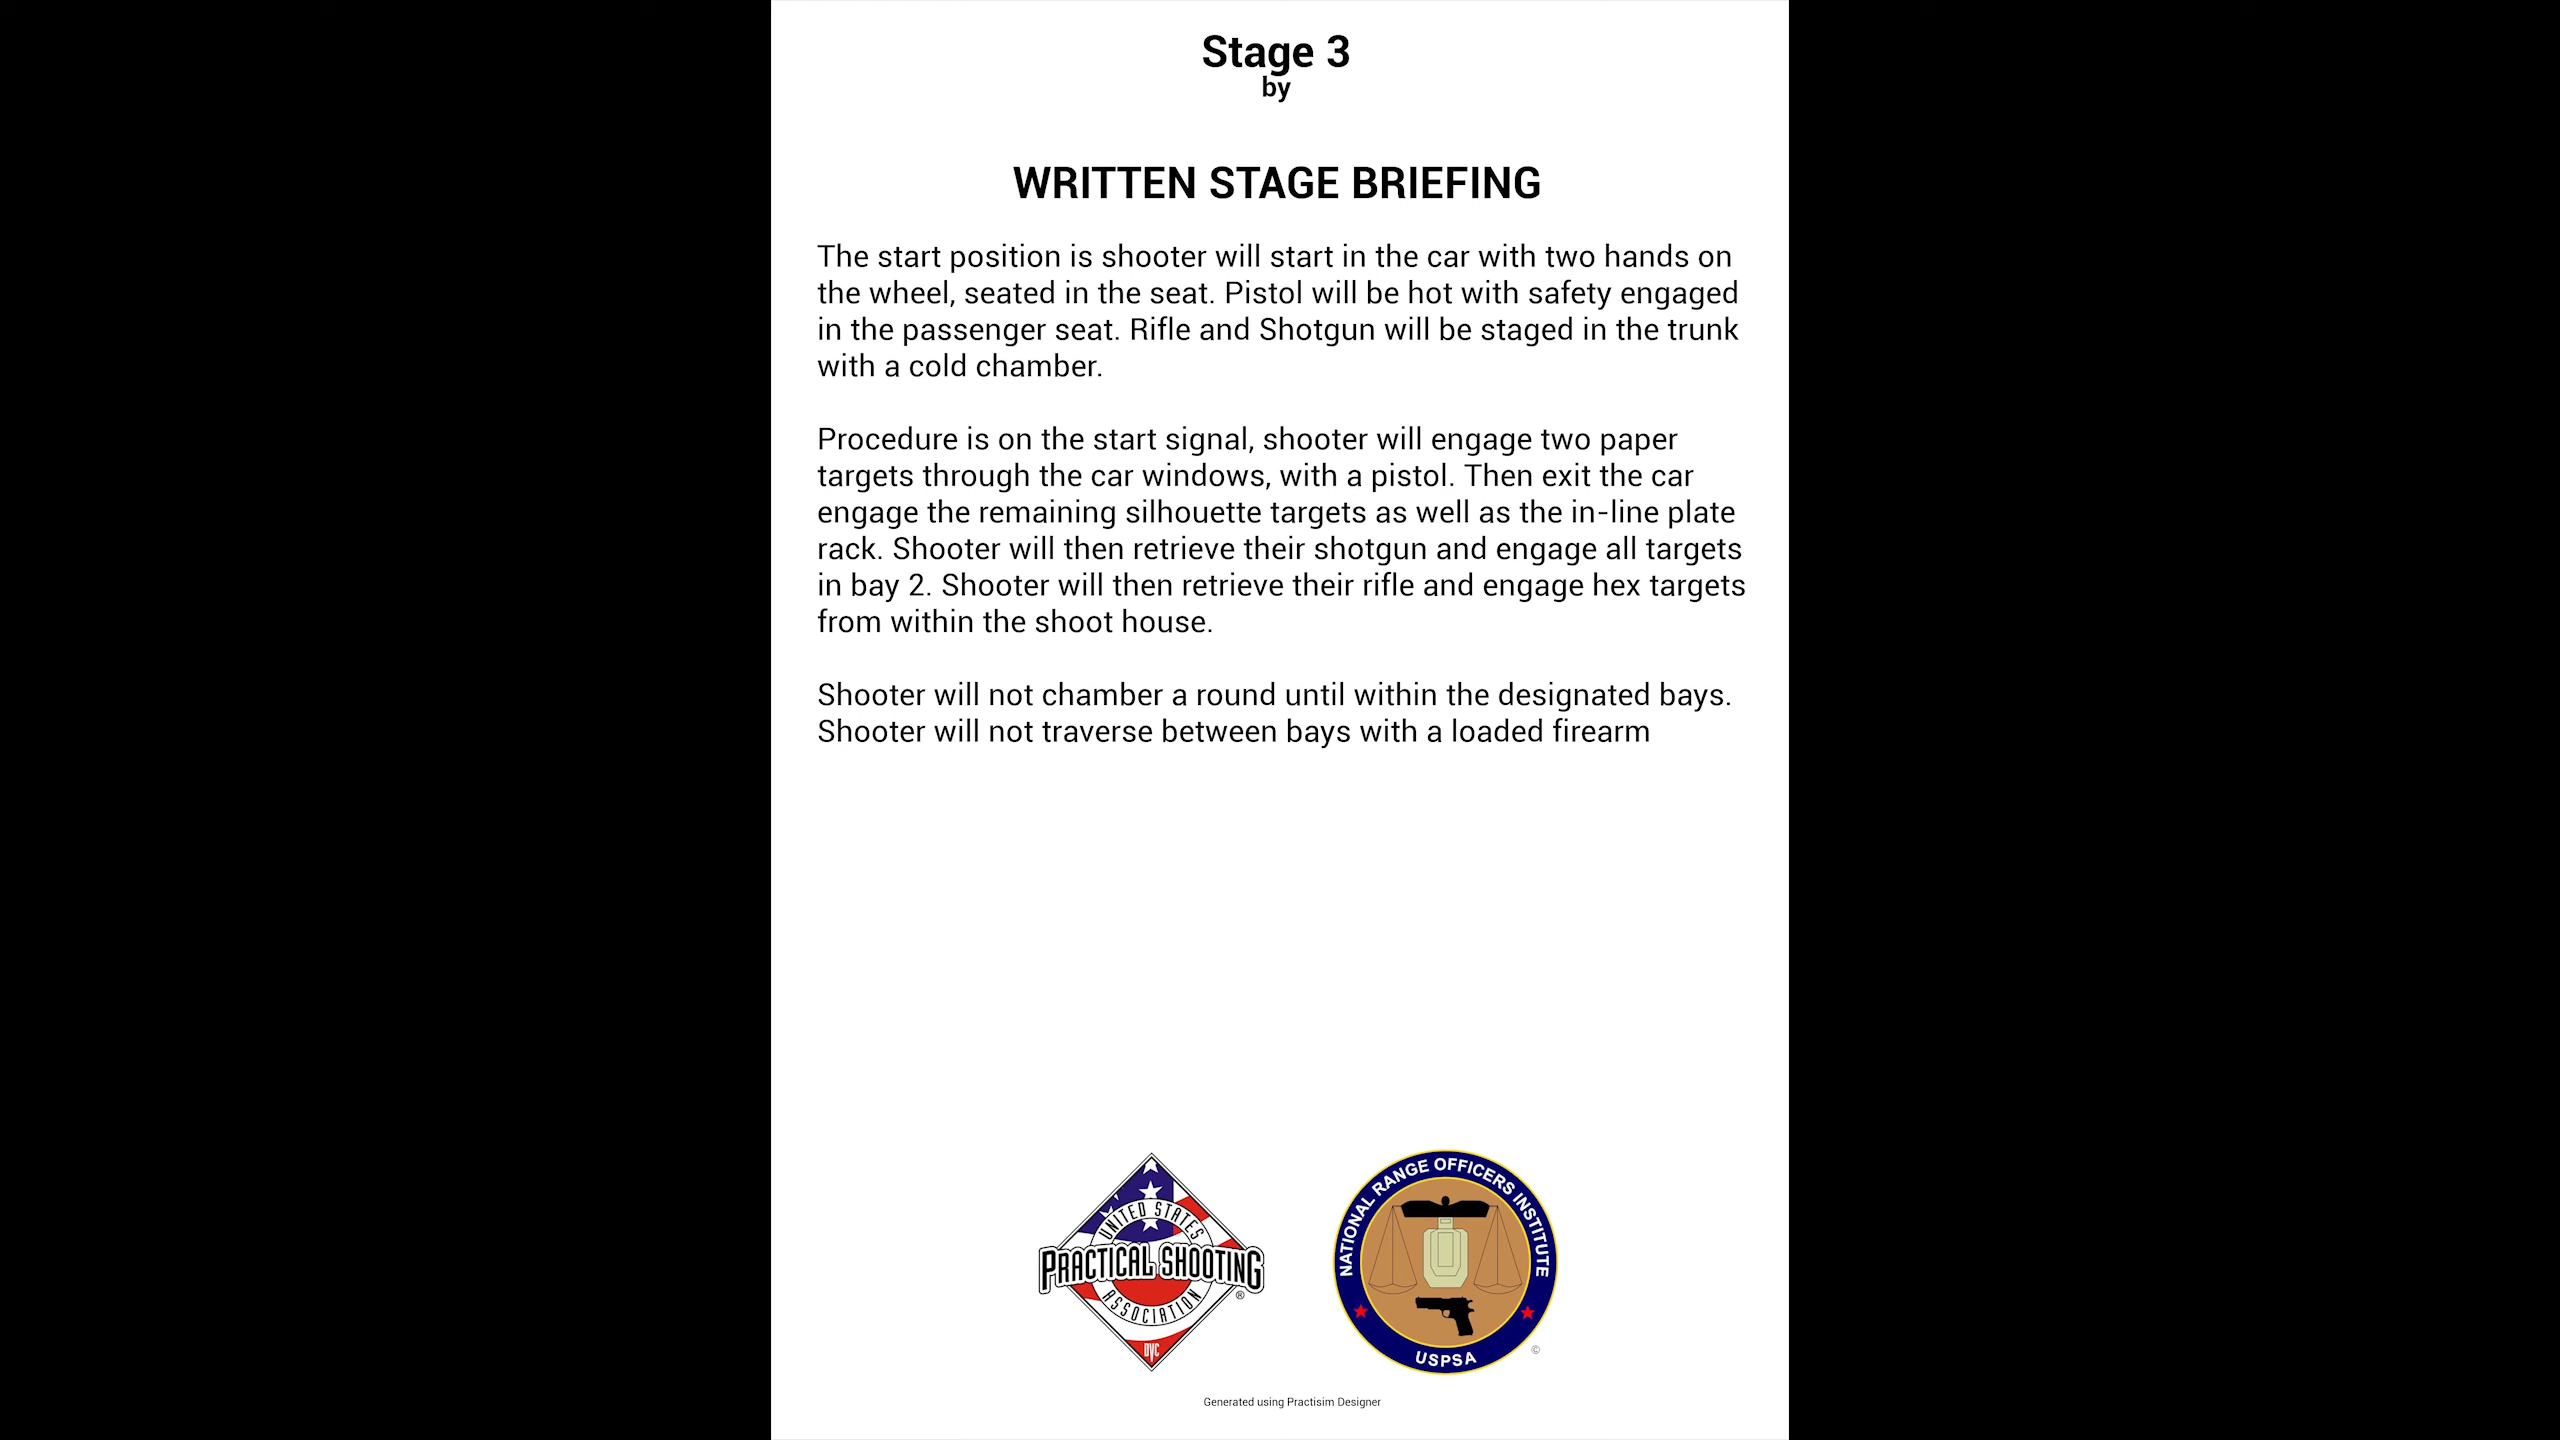 Stage 3
by
WRITTEN STAGE BRIEFING
The start position is shooter will start in the car with two hands on
the wheel, seated in the seat. Pistol will be hot with safety engaged
in the passenger seat. Rifle and Shotgun will be staged in the trunk
with a cold chamber.
Procedure is on the start signal, shooter will engage two paper
targets through the car windows, with a pistol. Then exit the car
engage the remaining silhouette targets as well as the in-line plate
rack. Shooter will then retrieve their shotgun and engage all targets
in bay 2. Shooter will then retrieve their rifle and engage hex targets
from within the shoot house.
Shooter will not chamber a round until within the designated bays.
Shooter will not traverse between bays with a loaded firearm
UNITED STATES
PRACTICAL SHOOTING
®
ASSOCIATION
DVC
NATIONAL RANGE OFFICERS INSTITUTE
USPSA
©
Generated using Practisim Designer